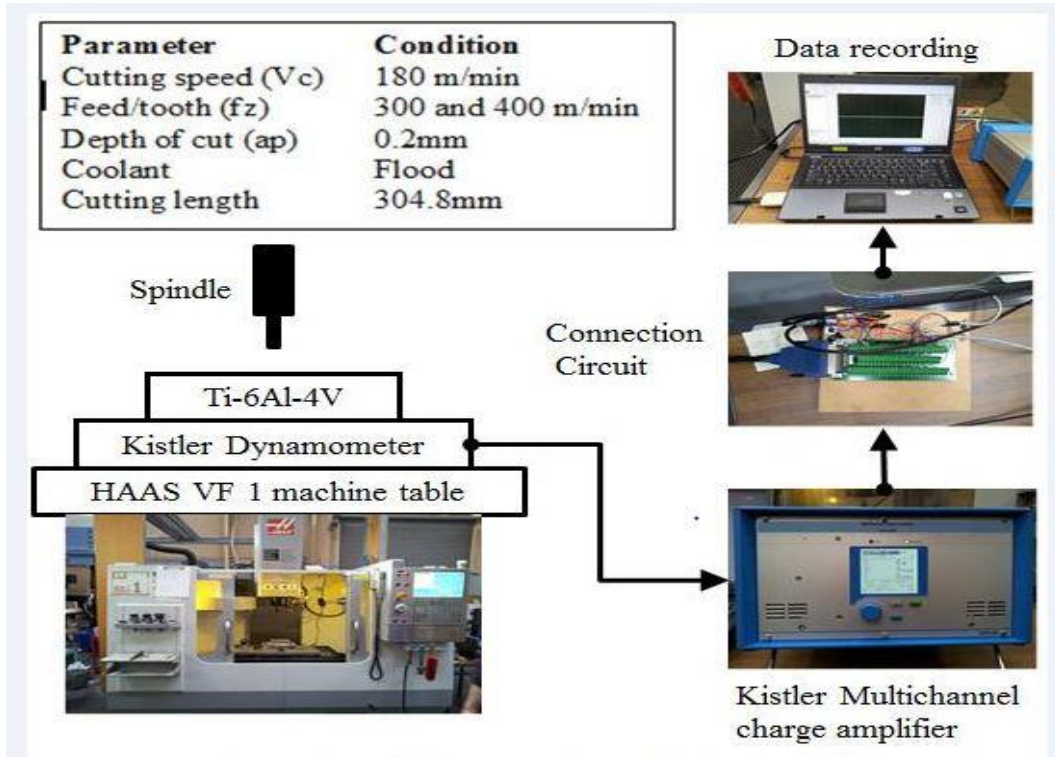 Parameter Condition
Cutting speed (Vc) 180 m/min
Feed/tooth (fz) 300 and 400 m/min
Depth of cut (ap) 0.2mm
Coolant Flood
Cutting length 304.8mm
Data recording
Spindle
Connection
Circuit
Ti-6Al-4V
Kistler Dynamometer
HAAS VF 1 machine table
Kistler Multichannel
charge amplifier